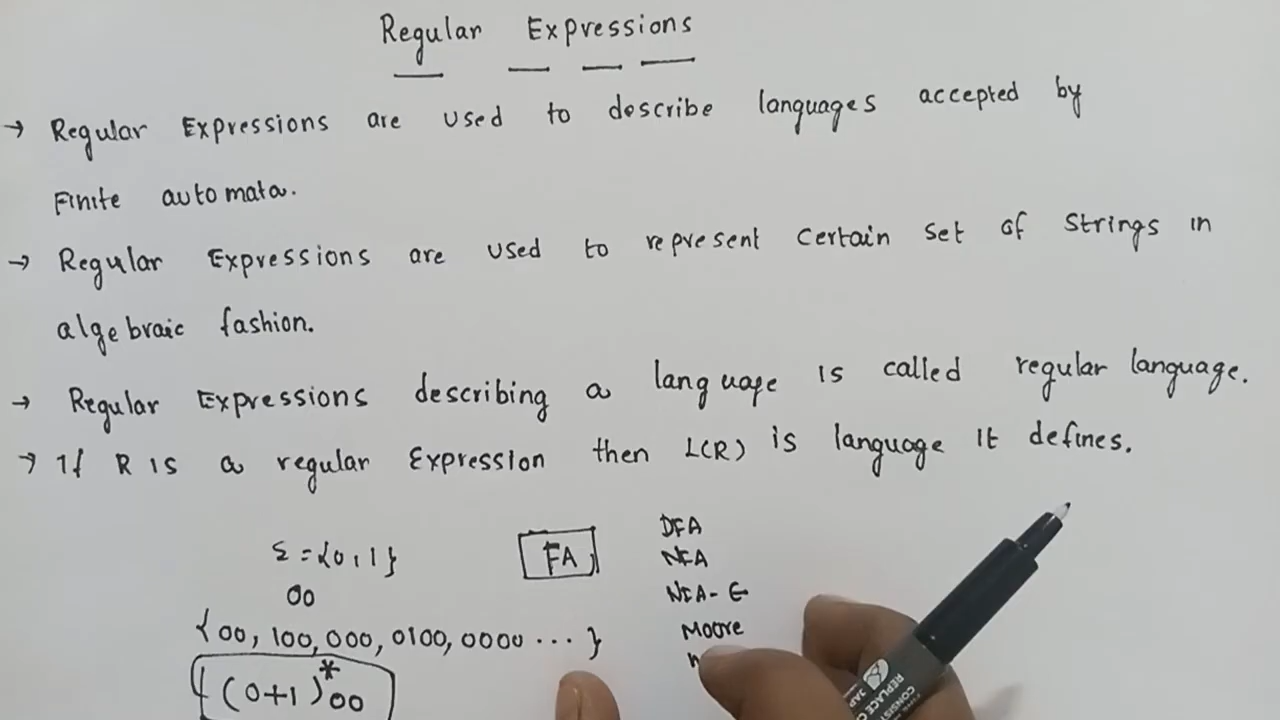 Regular Expressions
→ Regular Expressions are used to describe languages accepted by
Finite automata.
→ Regular Expressions are used to represent certain set of strings in
algebraic fashion.
→ Regular Expressions describing a language is called regular language.
→ If R is a regular Expression then L(R) is language It defines.
DFA
Σ = {0,1}
FA
NFA
00
NFA-ε
{00, 100, 000, 0100, 0000 ... }
Moore
(0+1)*00
REPLACE